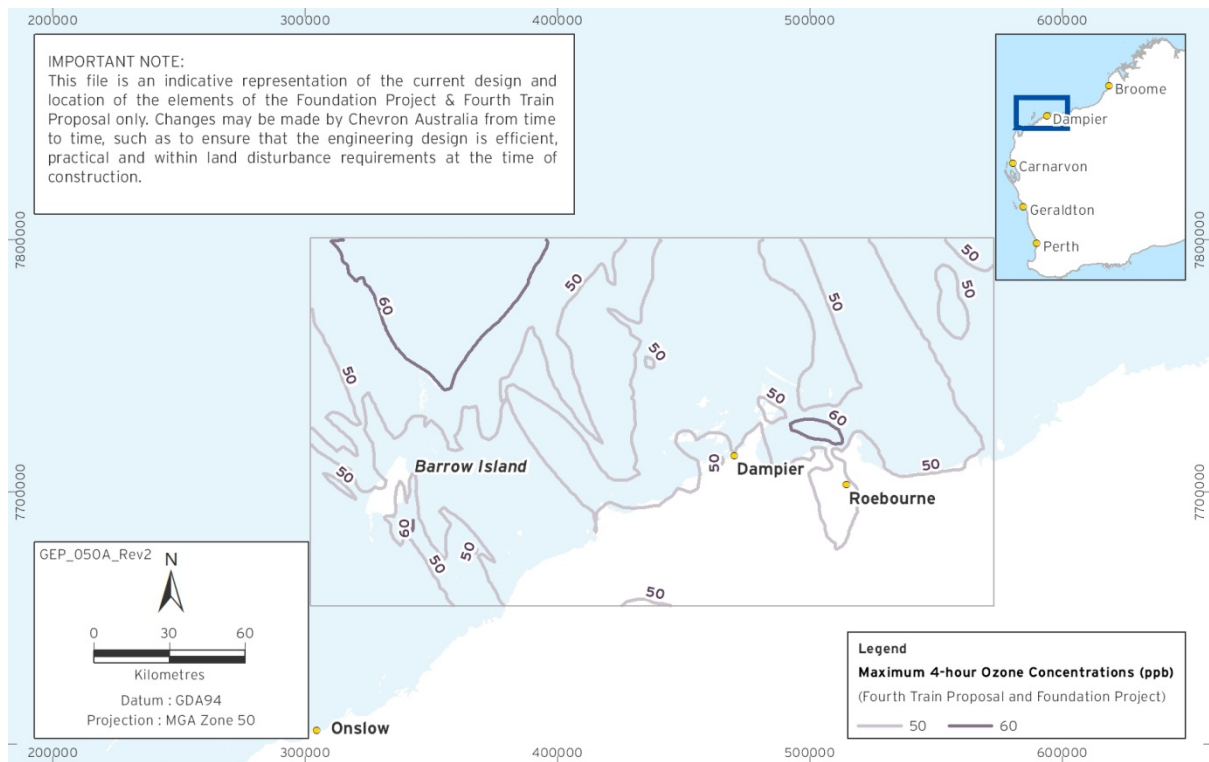 200000 300000 400000 500000 600000
IMPORTANT NOTE:
This file is an indicative representation of the current design and
location of the elements of the Foundation Project & Fourth Train
Proposal only. Changes may be made by Chevron Australia from time
to time, such as to ensure that the engineering design is efficient,
practical and within land disturbance requirements at the time of
construction.
Broome
Dampier
Carnarvon
Geraldton
Perth
7800000
7800000
50
50
50
50
60
50
50
50
60
50
Barrow Island
50
50
Dampier
50
7700000
7700000
Roebourne
60
50
50
50
GEP_050A_Rev2
N
0 30 60
Kilometres
Datum : GDA94
Projection : MGA Zone 50
Onslow
Legend
Maximum 4-hour Ozone Concentrations (ppb)
(Fourth Train Proposal and Foundation Project)
50 60
200000 300000 400000 500000 600000